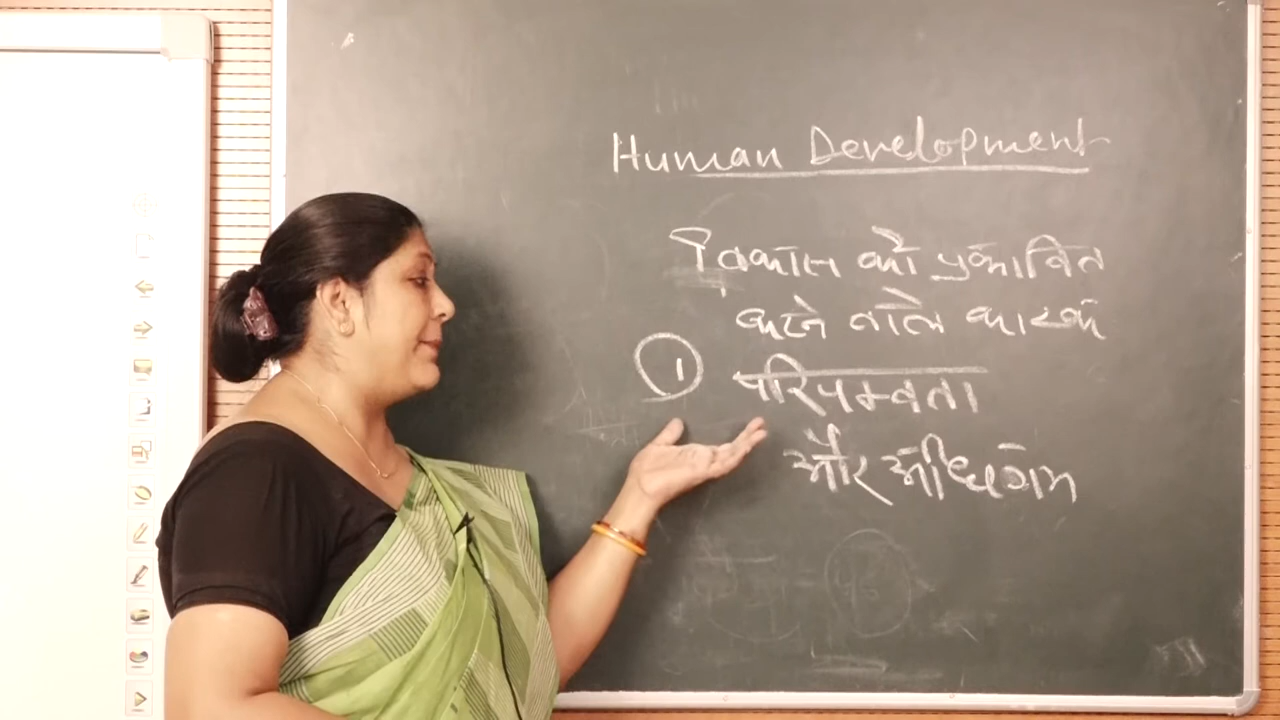 Human Development
विकास को प्रभावित
करने वाले कारक
① परिपक्वता
और अधिगम